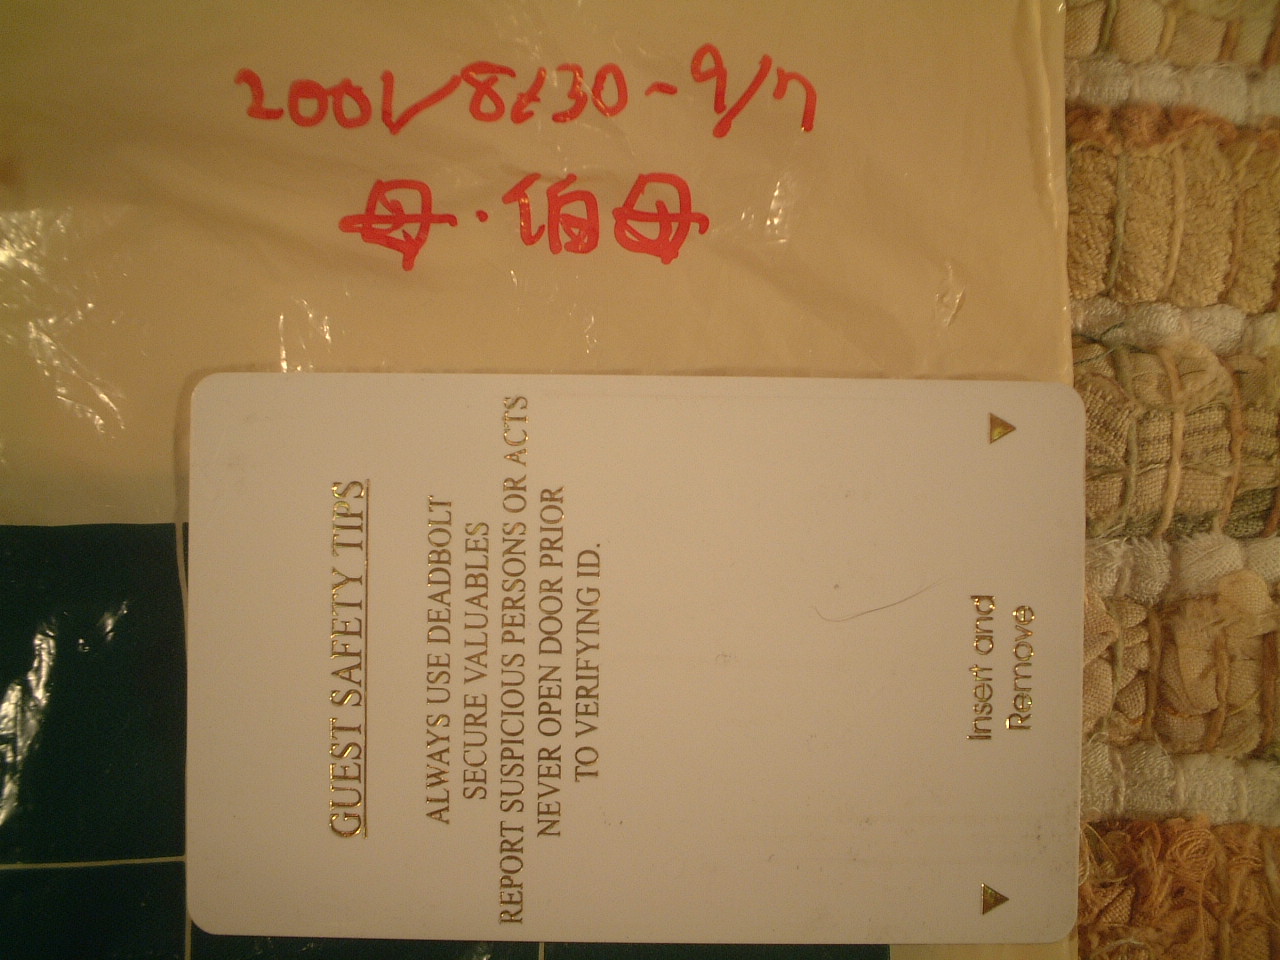 2001/8/30-9/7
母・伯母
GUEST SAFETY TIPS
ALWAYS USE DEADBOLT
SECURE VALUABLES
REPORT SUSPICIOUS PERSONS OR ACTS
NEVER OPEN DOOR PRIOR
TO VERIFYING ID.
Insert and
Remove